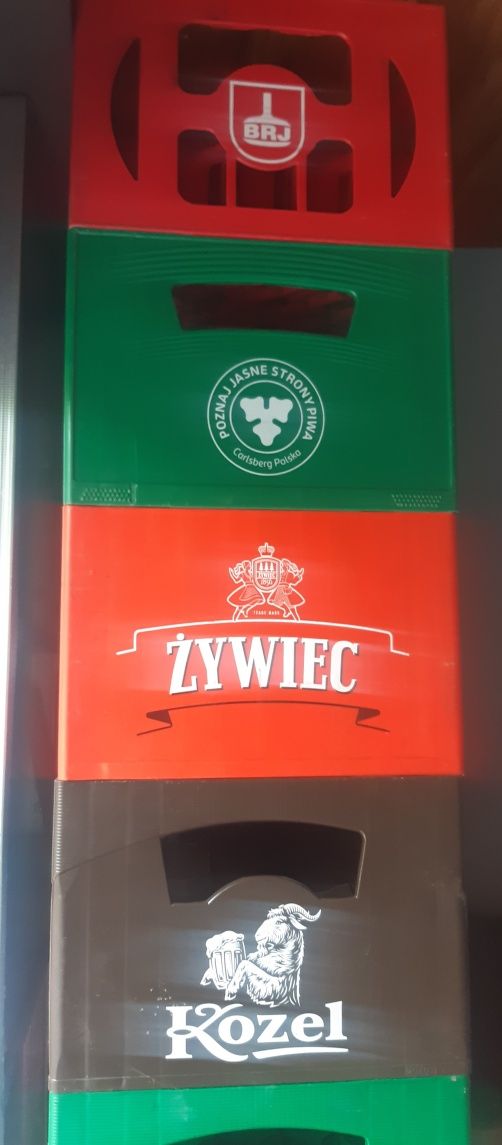 BRJ
POZNAJ JASNE STRONY PIWA
Carlsberg Polska
ŻYWIEC
TRADE MARK
ŻYWIEC
Kozel